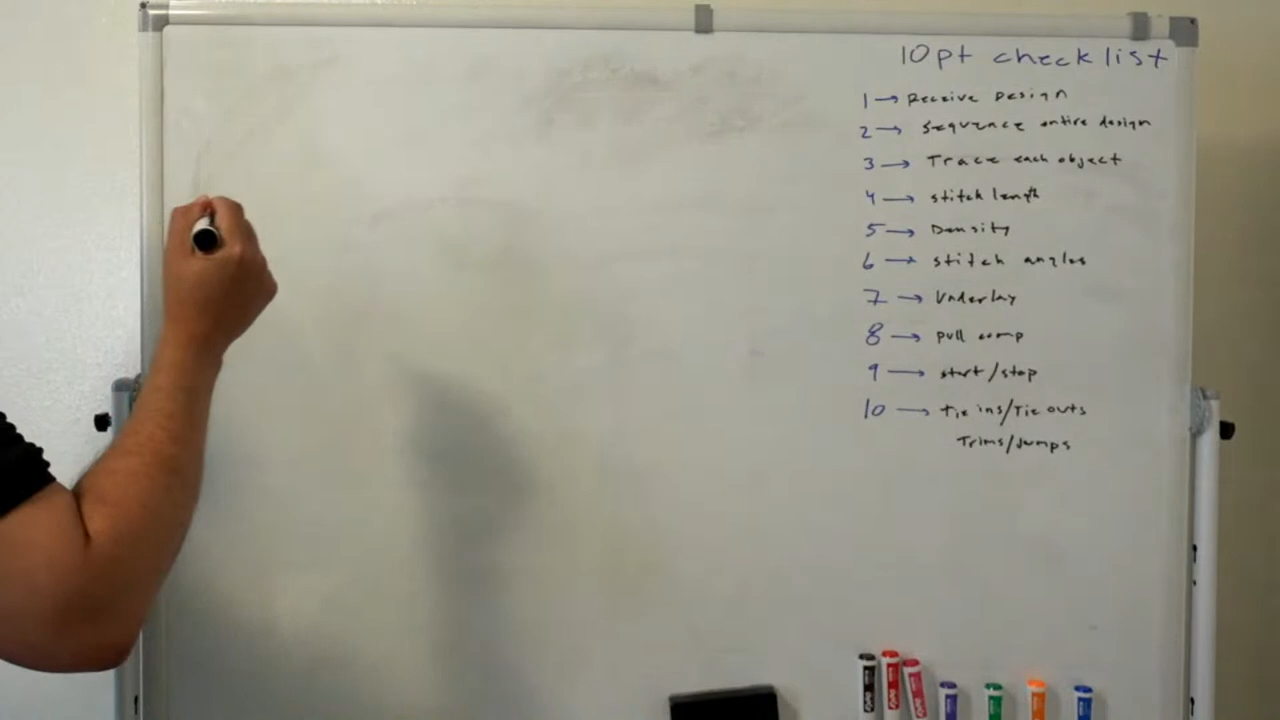 10pt checklist
1 → Receive Design
2 → Sequence entire design
3 → Trace each object
4 → stitch length
5 → Density
6 → stitch angles
7 → Underlay
8 → pull comp
9 → start/stop
10 → Tie ins/Tie outs
Trims/Jumps